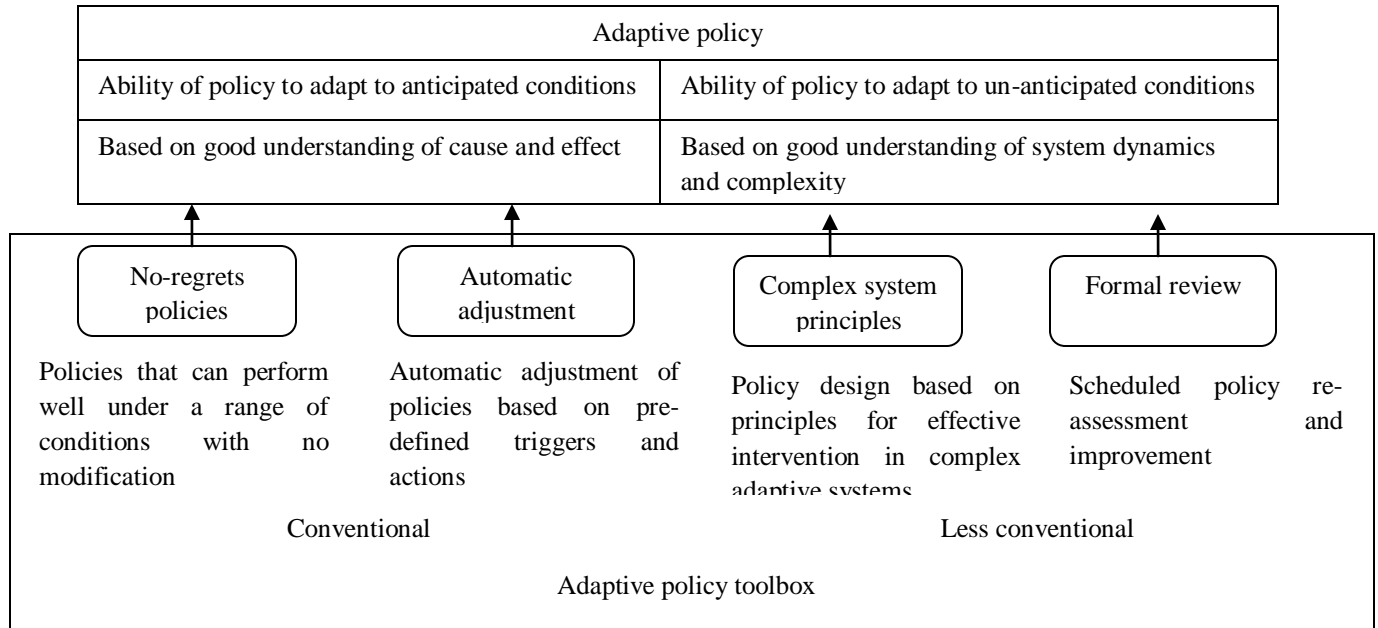 Adaptive policy
Ability of policy to adapt to anticipated conditions
Ability of policy to adapt to un-anticipated conditions
Based on good understanding of cause and effect
Based on good understanding of system dynamics
and complexity
No-regrets
policies
Automatic
adjustment
Complex system
principles
Formal review
Policies that can perform
well under a range of
conditions with no
modification
Automatic adjustment of
policies based on pre-
defined triggers and
actions
Policy design based on
principles for effective
intervention in complex
adaptive systems
Scheduled policy re-
assessment and
improvement
Conventional
Less conventional
Adaptive policy toolbox